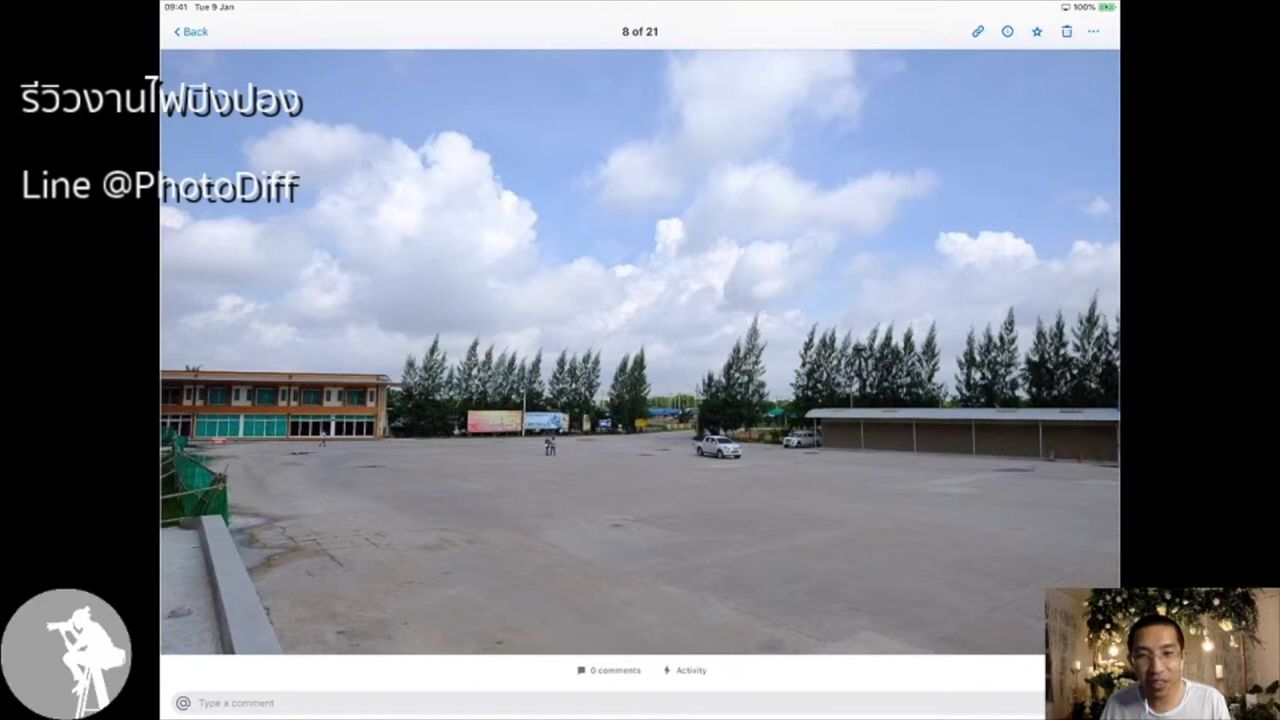 09:41 Tue 9 Jan
100%
Back
8 of 21
รีวิวงานไฟปิงปอง
Line @PhotoDiff
0 comments
Activity
@ Type a comment